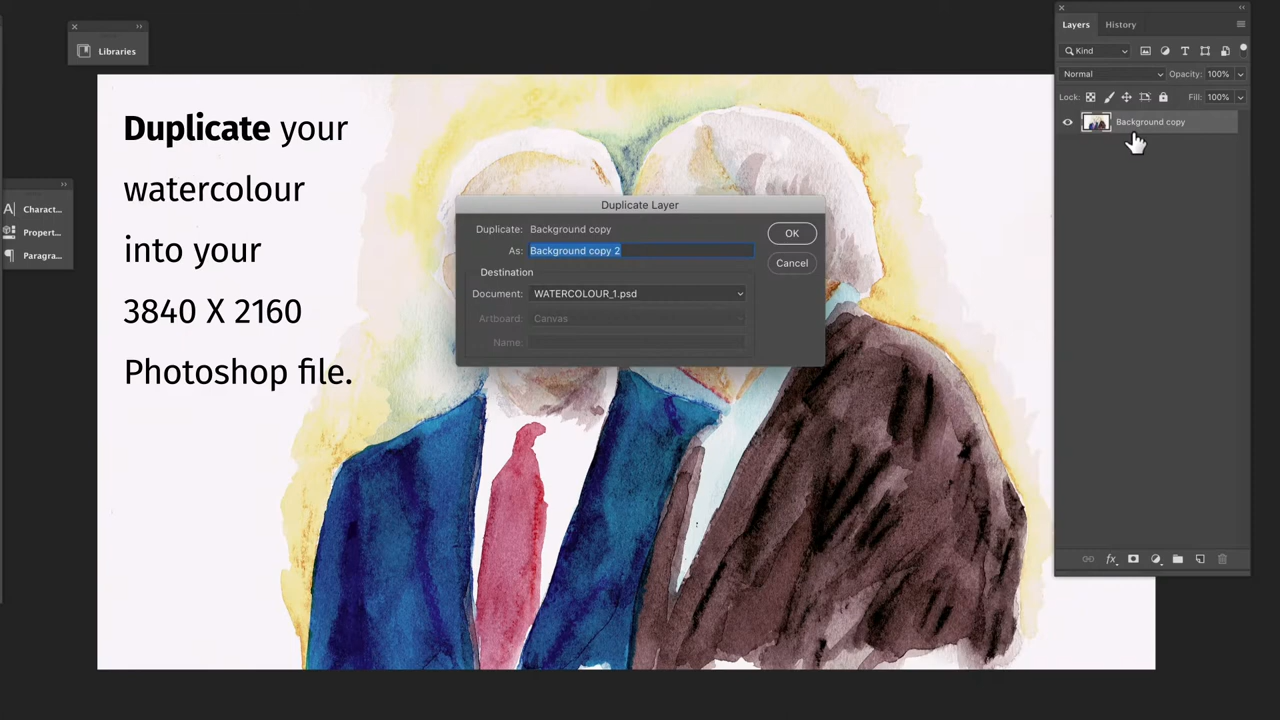 Libraries
Layers
History
Kind
Normal
Opacity: 100%
Lock:
Fill: 100%
Background copy
Duplicate your
watercolour
into your
3840 X 2160
Photoshop file.
Charact...
Propert...
Paragra...
Duplicate Layer
Duplicate: Background copy
As: Background copy 2
OK
Cancel
Destination
Document: WATERCOLOUR_1.psd
Artboard: Canvas
Name: